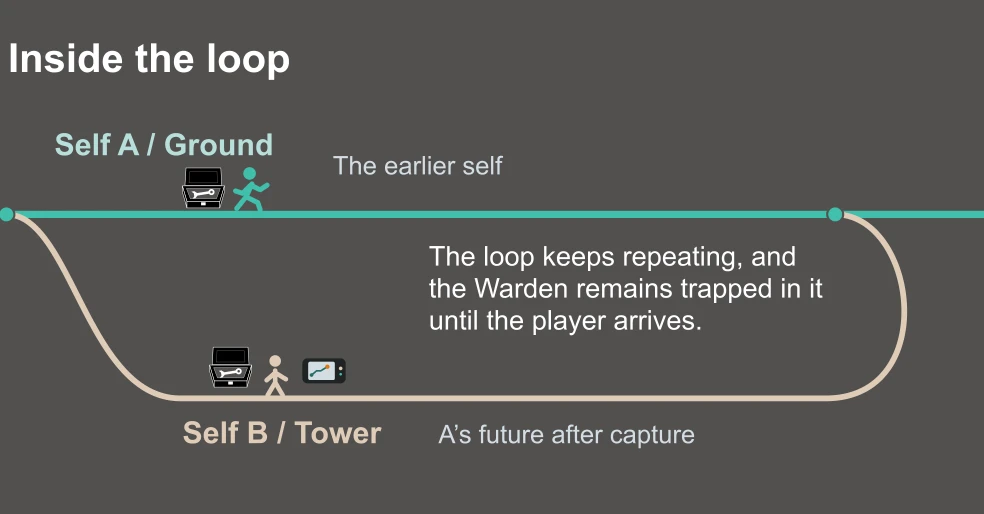 Inside the loop
Self A / Ground
The earlier self
The loop keeps repeating, and
the Warden remains trapped in it
until the player arrives.
Self B / Tower
A’s future after capture